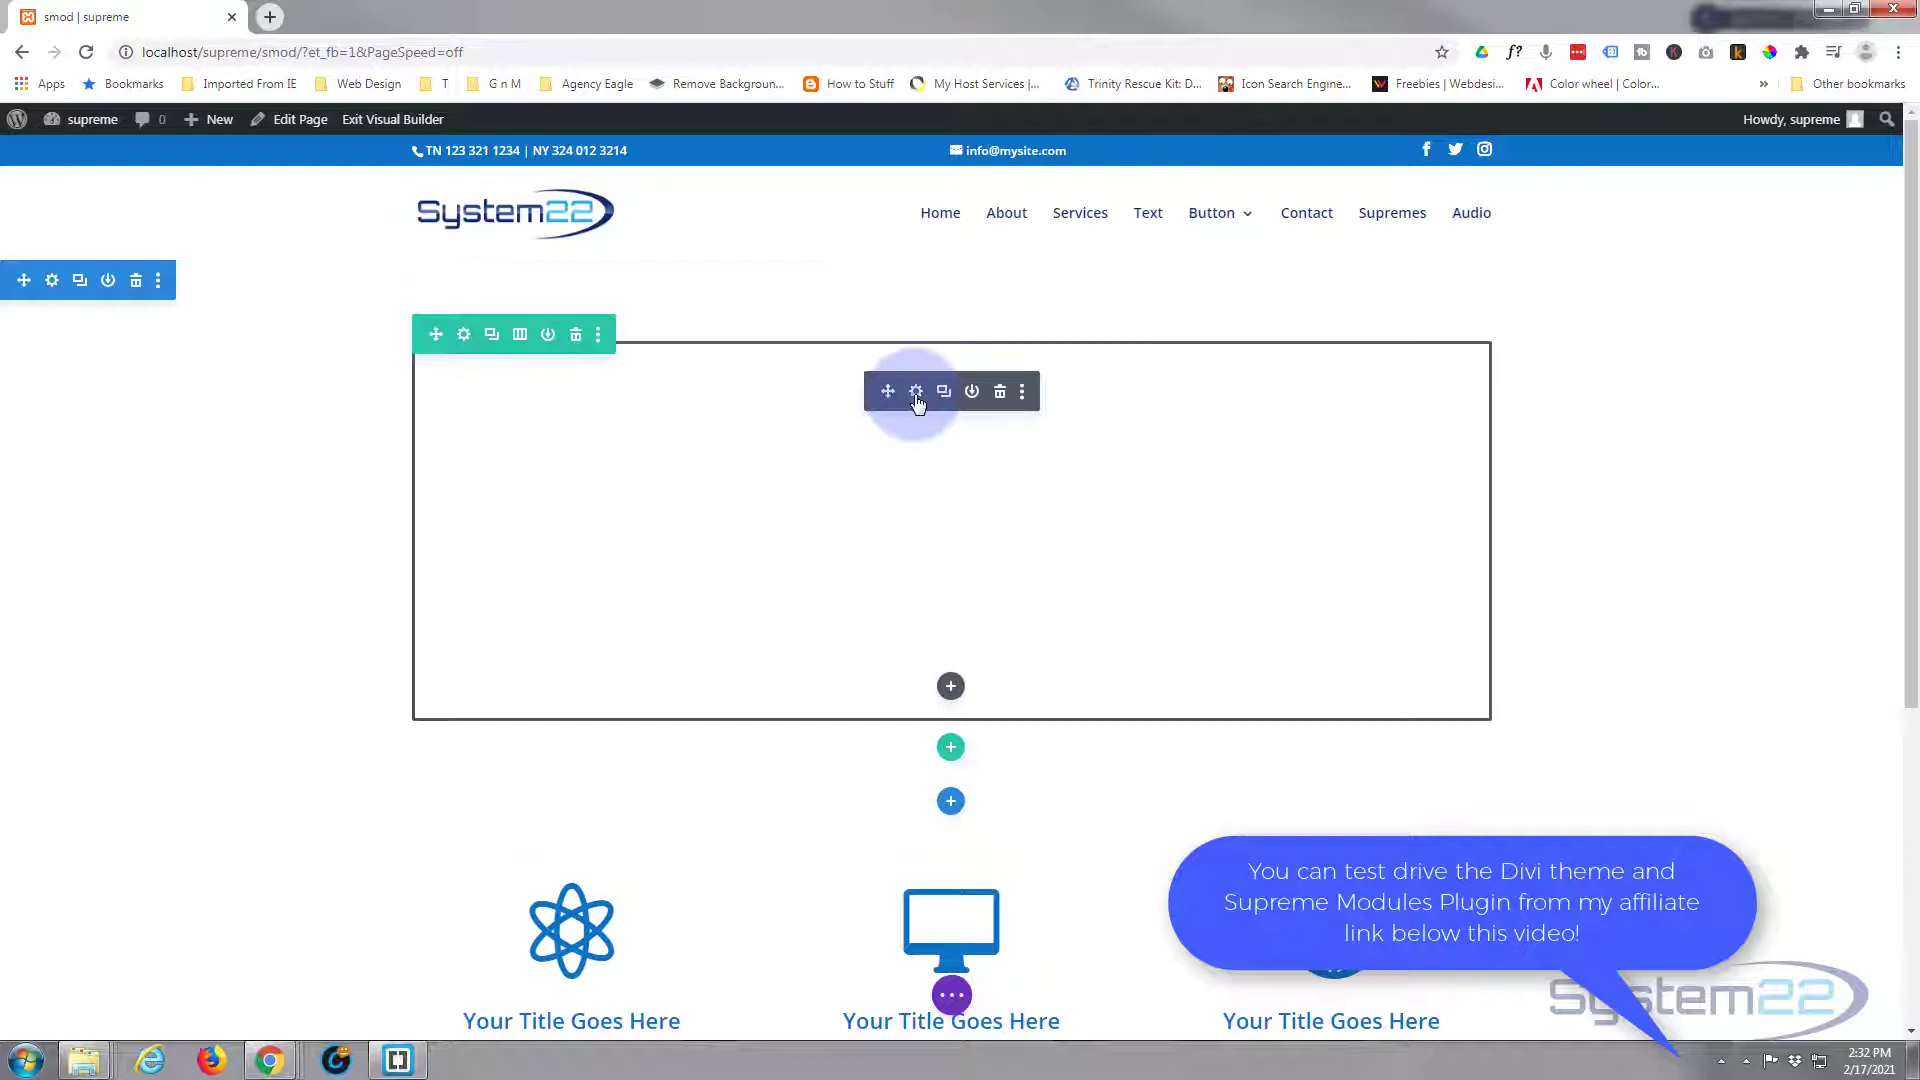 smod | supreme
localhost/supreme/smod/?et_fb=1&PageSpeed=off
Apps
Bookmarks
Imported From IE
Web Design
T
G n M
Agency Eagle
Remove Backgroun...
How to Stuff
My Host Services |...
Trinity Rescue Kit: D...
Icon Search Engine...
Freebies | Webdesi...
Color wheel | Color...
»
Other bookmarks
supreme
0
New
Edit Page
Exit Visual Builder
Howdy, supreme
TN 123 321 1234 | NY 324 012 3214
info@mysite.com
System22
Home
About
Services
Text
Button
Contact
Supremes
Audio
You can test drive the Divi theme and
Supreme Modules Plugin from my affiliate
link below this video!
Your Title Goes Here
Your Title Goes Here
Your Title Goes Here
System22
2:32 PM
2/17/2021